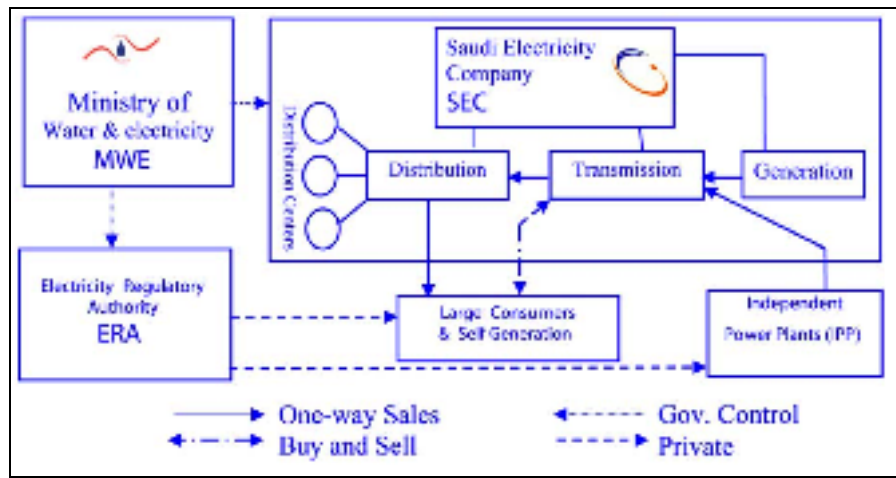 Ministry of
Water & electricity
MWE
Saudi Electricity
Company
SEC
Distribution Centers
Distribution
Transmission
Generation
Electricity Regulatory
Authority
ERA
Large Consumers
& Self Generation
Independent
Power Plants (IPP)
One-way Sales
Gov. Control
Buy and Sell
Private